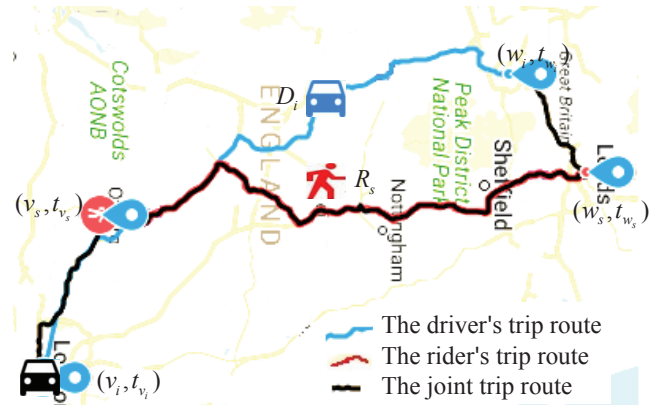 (w_i, t_{w_i})
Great Britain
Cotswolds
AONB
D_i
ENGLAND
Peak District
National Park
Sheffield
R_s
Nottingham
(v_s, t_{v_s})
(w_s, t_{w_s})
(v_i, t_{v_i})
The driver's trip route
The rider's trip route
The joint trip route